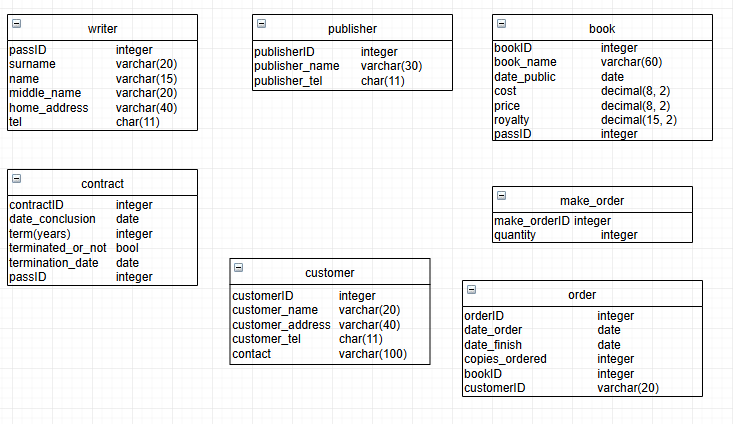 writer
passID integer
surname varchar(20)
name varchar(15)
middle_name varchar(20)
home_address varchar(40)
tel char(11)
publisher
publisherID integer
publisher_name varchar(30)
publisher_tel char(11)
book
bookID integer
book_name varchar(60)
date_public date
cost decimal(8, 2)
price decimal(8, 2)
royalty decimal(15, 2)
passID integer
contract
contractID integer
date_conclusion date
term(years) integer
terminated_or_not bool
termination_date date
passID integer
make_order
make_orderID integer
quantity integer
customer
customerID integer
customer_name varchar(20)
customer_address varchar(40)
customer_tel char(11)
contact varchar(100)
order
orderID integer
date_order date
date_finish date
copies_ordered integer
bookID integer
customerID varchar(20)